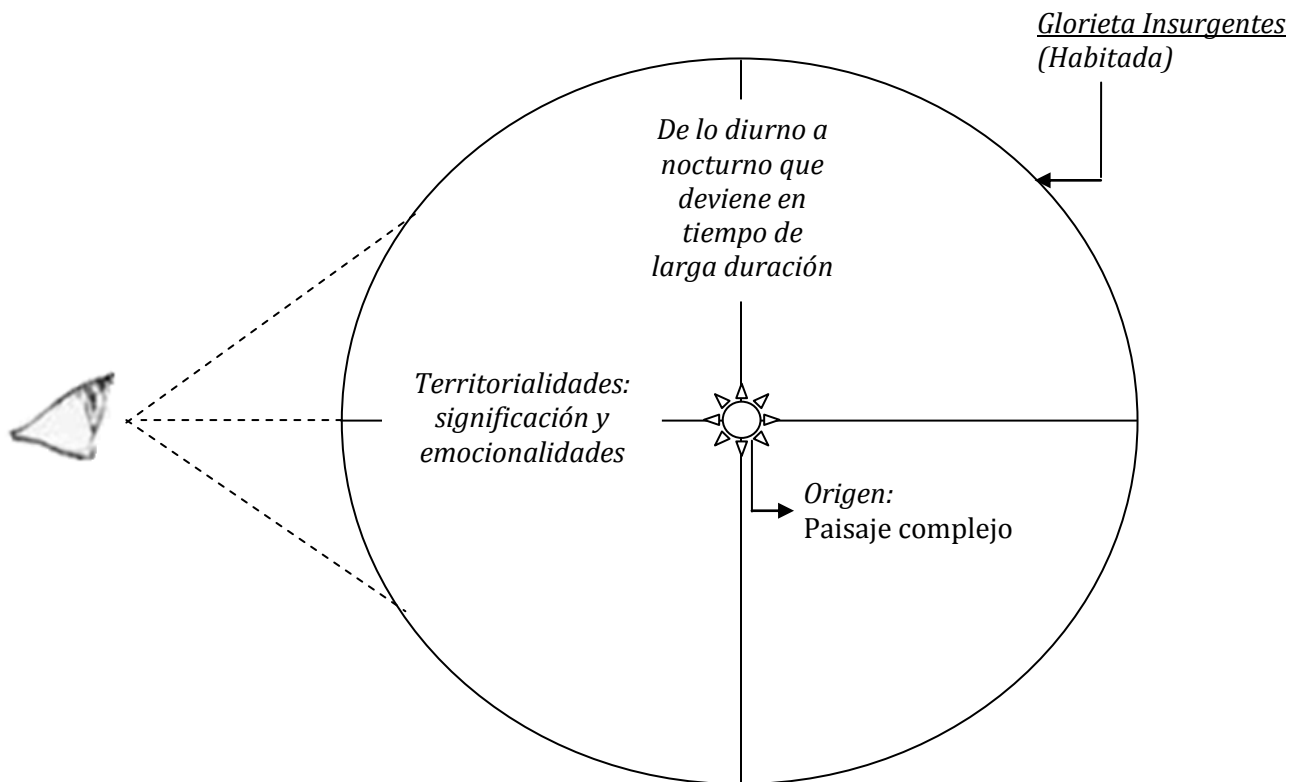 Glorieta Insurgentes
(Habitada)
De lo diurno a
nocturno que
deviene en
tiempo de
larga duración
Territorialidades:
significación y
emocionalidades
Origen:
Paisaje complejo